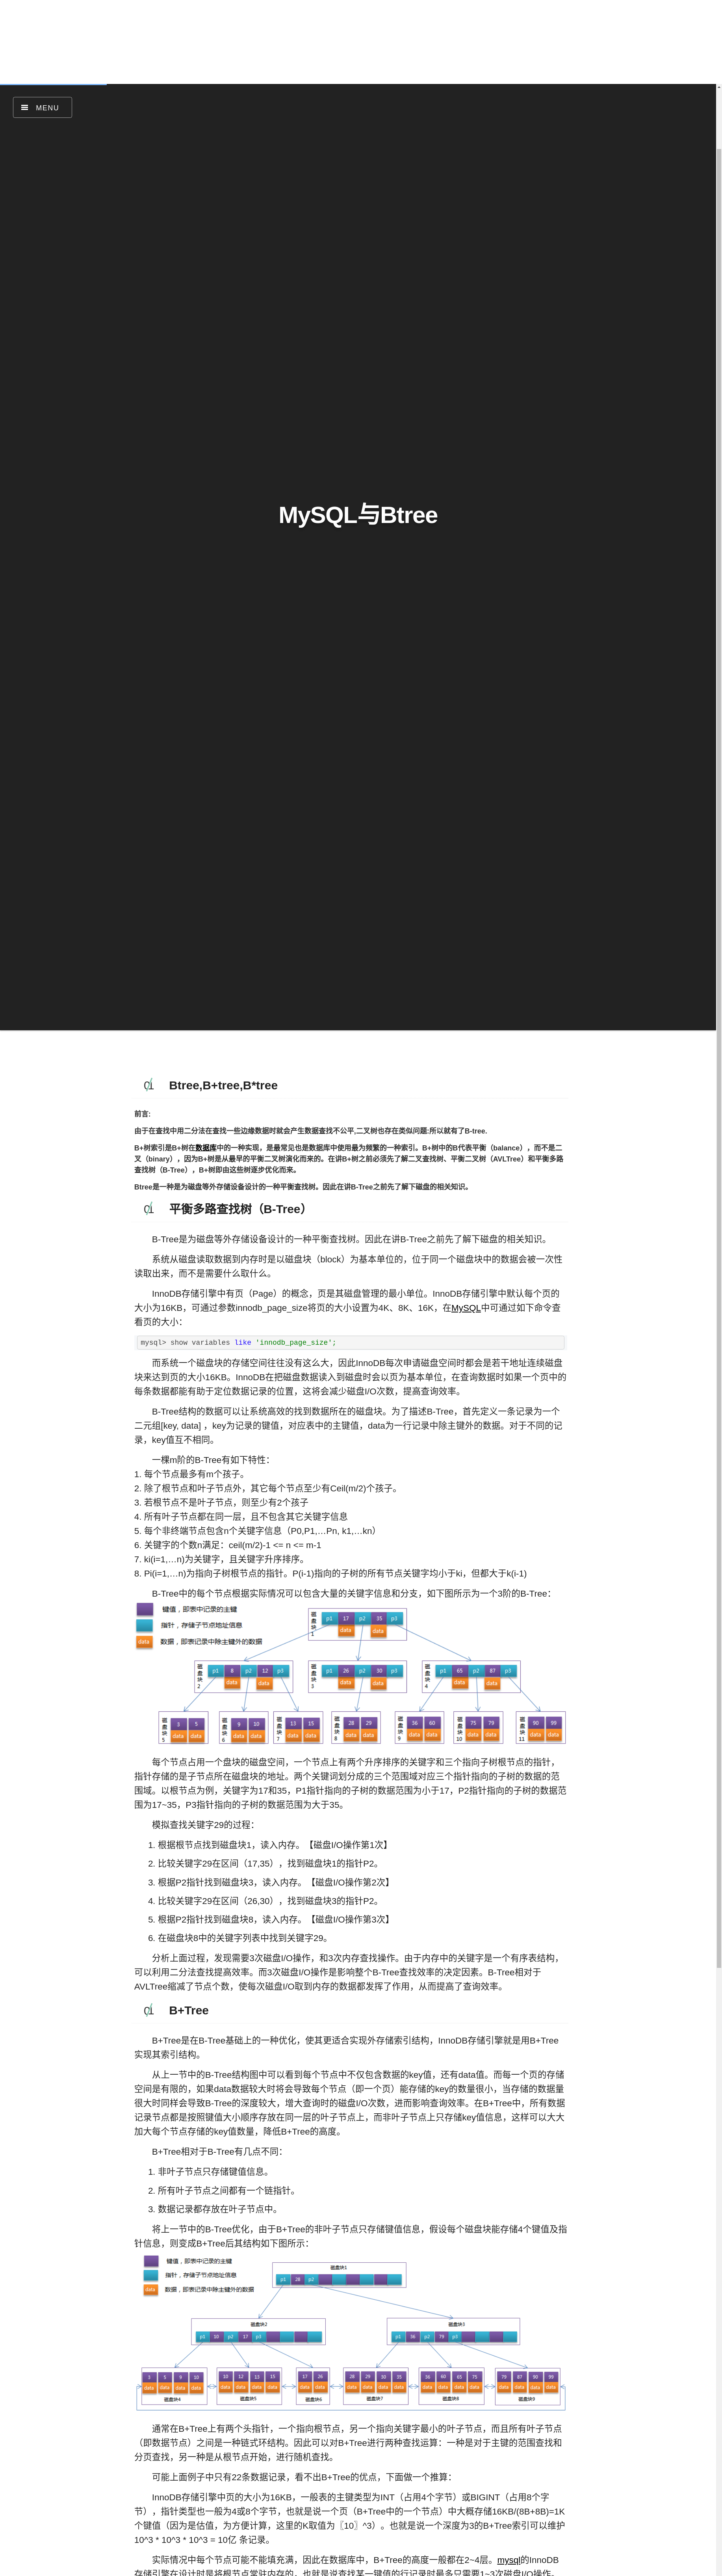 MENU
MySQL与Btree
01 Btree,B+tree,B*tree
前言:
由于在查找中用二分法在查找一些边缘数据时就会产生数据查找不公平,二叉树也存在类似问题:所以就有了B-tree.
B+树索引是B+树在数据库中的一种实现，是最常见也是数据库中使用最为频繁的一种索引。B+树中的B代表平衡（balance），而不是二
叉（binary），因为B+树是从最早的平衡二叉树演化而来的。在讲B+树之前必须先了解二叉查找树、平衡二叉树（AVLTree）和平衡多路
查找树（B-Tree），B+树即由这些树逐步优化而来。
Btree是一种是为磁盘等外存储设备设计的一种平衡查找树。因此在讲B-Tree之前先了解下磁盘的相关知识。
01 平衡多路查找树（B-Tree）
B-Tree是为磁盘等外存储设备设计的一种平衡查找树。因此在讲B-Tree之前先了解下磁盘的相关知识。
系统从磁盘读取数据到内存时是以磁盘块（block）为基本单位的，位于同一个磁盘块中的数据会被一次性
读取出来，而不是需要什么取什么。
InnoDB存储引擎中有页（Page）的概念，页是其磁盘管理的最小单位。InnoDB存储引擎中默认每个页的
大小为16KB，可通过参数innodb_page_size将页的大小设置为4K、8K、16K，在MySQL中可通过如下命令查
看页的大小：
mysql> show variables like 'innodb_page_size';
而系统一个磁盘块的存储空间往往没有这么大，因此InnoDB每次申请磁盘空间时都会是若干地址连续磁盘
块来达到页的大小16KB。InnoDB在把磁盘数据读入到磁盘时会以页为基本单位，在查询数据时如果一个页中的
每条数据都能有助于定位数据记录的位置，这将会减少磁盘I/O次数，提高查询效率。
B-Tree结构的数据可以让系统高效的找到数据所在的磁盘块。为了描述B-Tree，首先定义一条记录为一个
二元组[key, data] ，key为记录的键值，对应表中的主键值，data为一行记录中除主键外的数据。对于不同的记
录，key值互不相同。
一棵m阶的B-Tree有如下特性：
1. 每个节点最多有m个孩子。
2. 除了根节点和叶子节点外，其它每个节点至少有Ceil(m/2)个孩子。
3. 若根节点不是叶子节点，则至少有2个孩子
4. 所有叶子节点都在同一层，且不包含其它关键字信息
5. 每个非终端节点包含n个关键字信息（P0,P1,…Pn, k1,…kn）
6. 关键字的个数n满足：ceil(m/2)-1 <= n <= m-1
7. ki(i=1,…n)为关键字，且关键字升序排序。
8. Pi(i=1,…n)为指向子树根节点的指针。P(i-1)指向的子树的所有节点关键字均小于ki，但都大于k(i-1)
B-Tree中的每个节点根据实际情况可以包含大量的关键字信息和分支，如下图所示为一个3阶的B-Tree：
键值，即表中记录的主键
指针，存储子节点地址信息
data 数据，即表记录中除主键外的数据
磁盘块1 p1 17 p2 35 p3
data data
磁盘块2 p1 8 p2 12 p3
data data
磁盘块3 p1 26 p2 30 p3
data data
磁盘块4 p1 65 p2 87 p3
data data
磁盘块5 3 5
data data
磁盘块6 9 10
data data
磁盘块7 13 15
data data
磁盘块8 28 29
data data
磁盘块9 36 60
data data
磁盘块10 75 79
data data
磁盘块11 90 99
data data
每个节点占用一个盘块的磁盘空间，一个节点上有两个升序排序的关键字和三个指向子树根节点的指针，
指针存储的是子节点所在磁盘块的地址。两个关键词划分成的三个范围域对应三个指针指向的子树的数据的范
围域。以根节点为例，关键字为17和35，P1指针指向的子树的数据范围为小于17，P2指针指向的子树的数据范
围为17~35，P3指针指向的子树的数据范围为大于35。
模拟查找关键字29的过程：
1. 根据根节点找到磁盘块1，读入内存。【磁盘I/O操作第1次】
2. 比较关键字29在区间（17,35），找到磁盘块1的指针P2。
3. 根据P2指针找到磁盘块3，读入内存。【磁盘I/O操作第2次】
4. 比较关键字29在区间（26,30），找到磁盘块3的指针P2。
5. 根据P2指针找到磁盘块8，读入内存。【磁盘I/O操作第3次】
6. 在磁盘块8中的关键字列表中找到关键字29。
分析上面过程，发现需要3次磁盘I/O操作，和3次内存查找操作。由于内存中的关键字是一个有序表结构，
可以利用二分法查找提高效率。而3次磁盘I/O操作是影响整个B-Tree查找效率的决定因素。B-Tree相对于
AVLTree缩减了节点个数，使每次磁盘I/O取到内存的数据都发挥了作用，从而提高了查询效率。
01 B+Tree
B+Tree是在B-Tree基础上的一种优化，使其更适合实现外存储索引结构，InnoDB存储引擎就是用B+Tree
实现其索引结构。
从上一节中的B-Tree结构图中可以看到每个节点中不仅包含数据的key值，还有data值。而每一个页的存储
空间是有限的，如果data数据较大时将会导致每个节点（即一个页）能存储的key的数量很小，当存储的数据量
很大时同样会导致B-Tree的深度较大，增大查询时的磁盘I/O次数，进而影响查询效率。在B+Tree中，所有数据
记录节点都是按照键值大小顺序存放在同一层的叶子节点上，而非叶子节点上只存储key值信息，这样可以大大
加大每个节点存储的key值数量，降低B+Tree的高度。
B+Tree相对于B-Tree有几点不同：
1. 非叶子节点只存储键值信息。
2. 所有叶子节点之间都有一个链指针。
3. 数据记录都存放在叶子节点中。
将上一节中的B-Tree优化，由于B+Tree的非叶子节点只存储键值信息，假设每个磁盘块能存储4个键值及指
针信息，则变成B+Tree后其结构如下图所示：
键值，即表中记录的主键
指针，存储子节点地址信息
data 数据，即表记录中除主键外的数据
磁盘块1
p1 28 p2
磁盘块2
p1 10 p2 17 p3
磁盘块3
p1 36 p2 79 p3
3 5 9 10
data data data data
磁盘块4
10 12 13 15
data data data data
磁盘块5
17 26
data data
磁盘块6
28 29 30 35
data data data data
磁盘块7
36 60 65 75
data data data data
磁盘块8
79 87 90 99
data data data data
磁盘块9
通常在B+Tree上有两个头指针，一个指向根节点，另一个指向关键字最小的叶子节点，而且所有叶子节点
（即数据节点）之间是一种链式环结构。因此可以对B+Tree进行两种查找运算：一种是对于主键的范围查找和
分页查找，另一种是从根节点开始，进行随机查找。
可能上面例子中只有22条数据记录，看不出B+Tree的优点，下面做一个推算：
InnoDB存储引擎中页的大小为16KB，一般表的主键类型为INT（占用4个字节）或BIGINT（占用8个字
节），指针类型也一般为4或8个字节，也就是说一个页（B+Tree中的一个节点）中大概存储16KB/(8B+8B)=1K
个键值（因为是估值，为方便计算，这里的K取值为〖10〗^3）。也就是说一个深度为3的B+Tree索引可以维护
10^3 * 10^3 * 10^3 = 10亿 条记录。
实际情况中每个节点可能不能填充满，因此在数据库中，B+Tree的高度一般都在2~4层。mysql的InnoDB
存储引擎在设计时是将根节点常驻内存的，也就是说查找某一键值的行记录时最多只需要1~3次磁盘I/O操作。